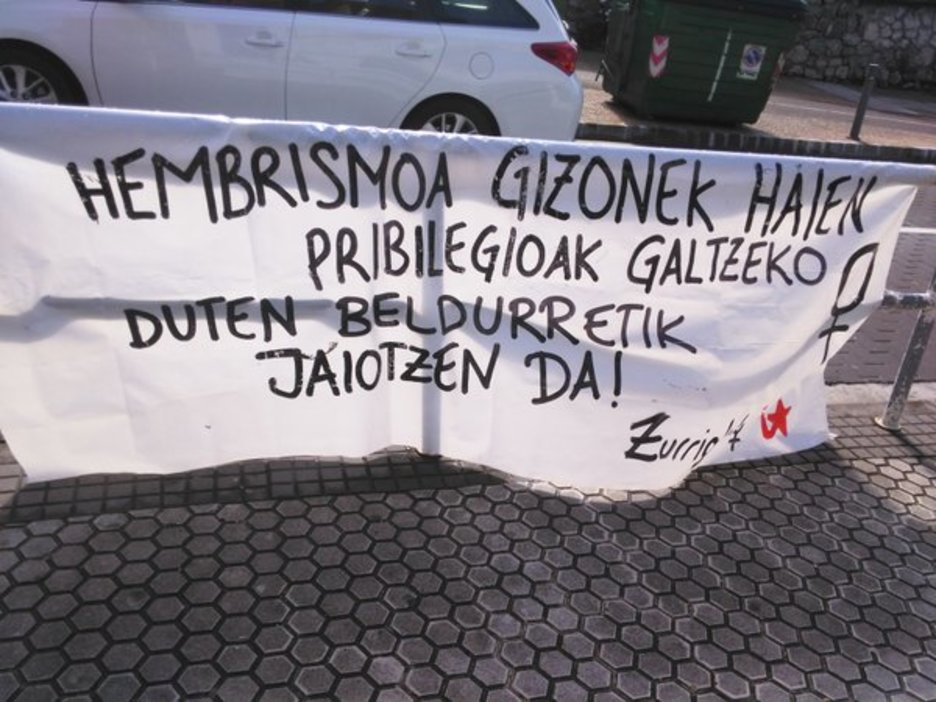 HEMBRISMOA GIZONEK HAIEN
PRIBILEGIOAK GALTZEKO
DUTEN BELDURRETIK
JAIOTZEN DA!